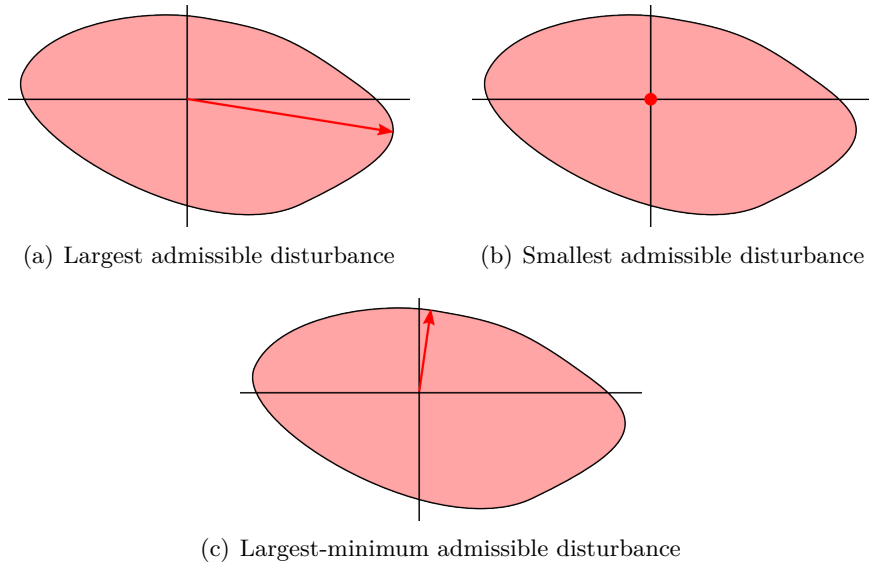 (a) Largest admissible disturbance
(b) Smallest admissible disturbance
(c) Largest-minimum admissible disturbance